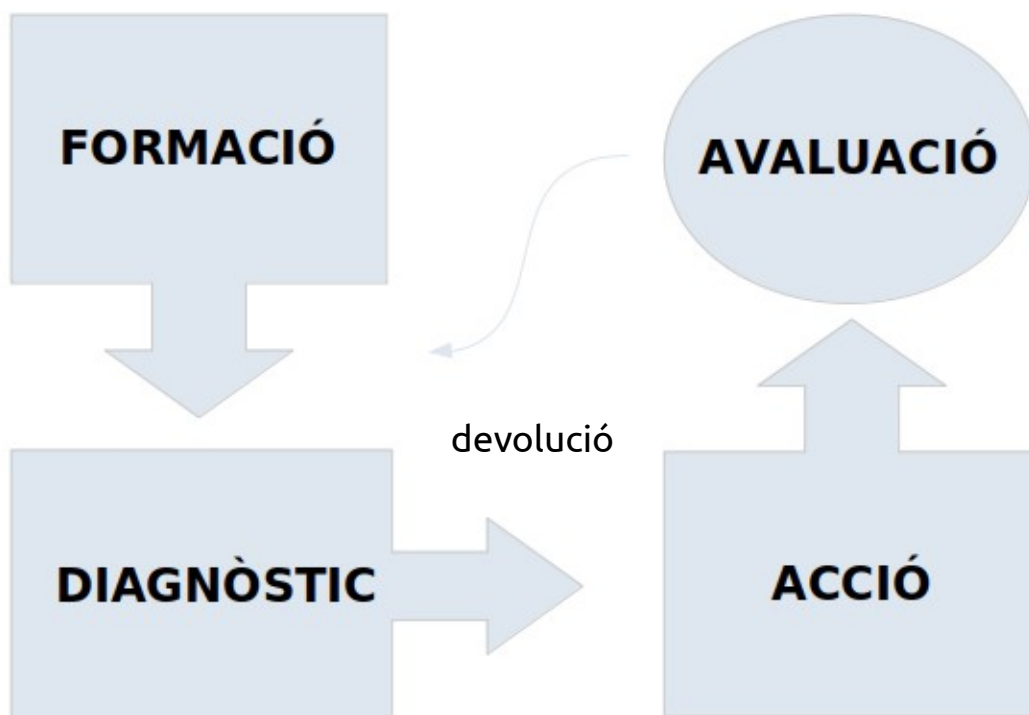 FORMACIÓ
AVALUACIÓ
devolució
DIAGNÒSTIC
ACCIÓ